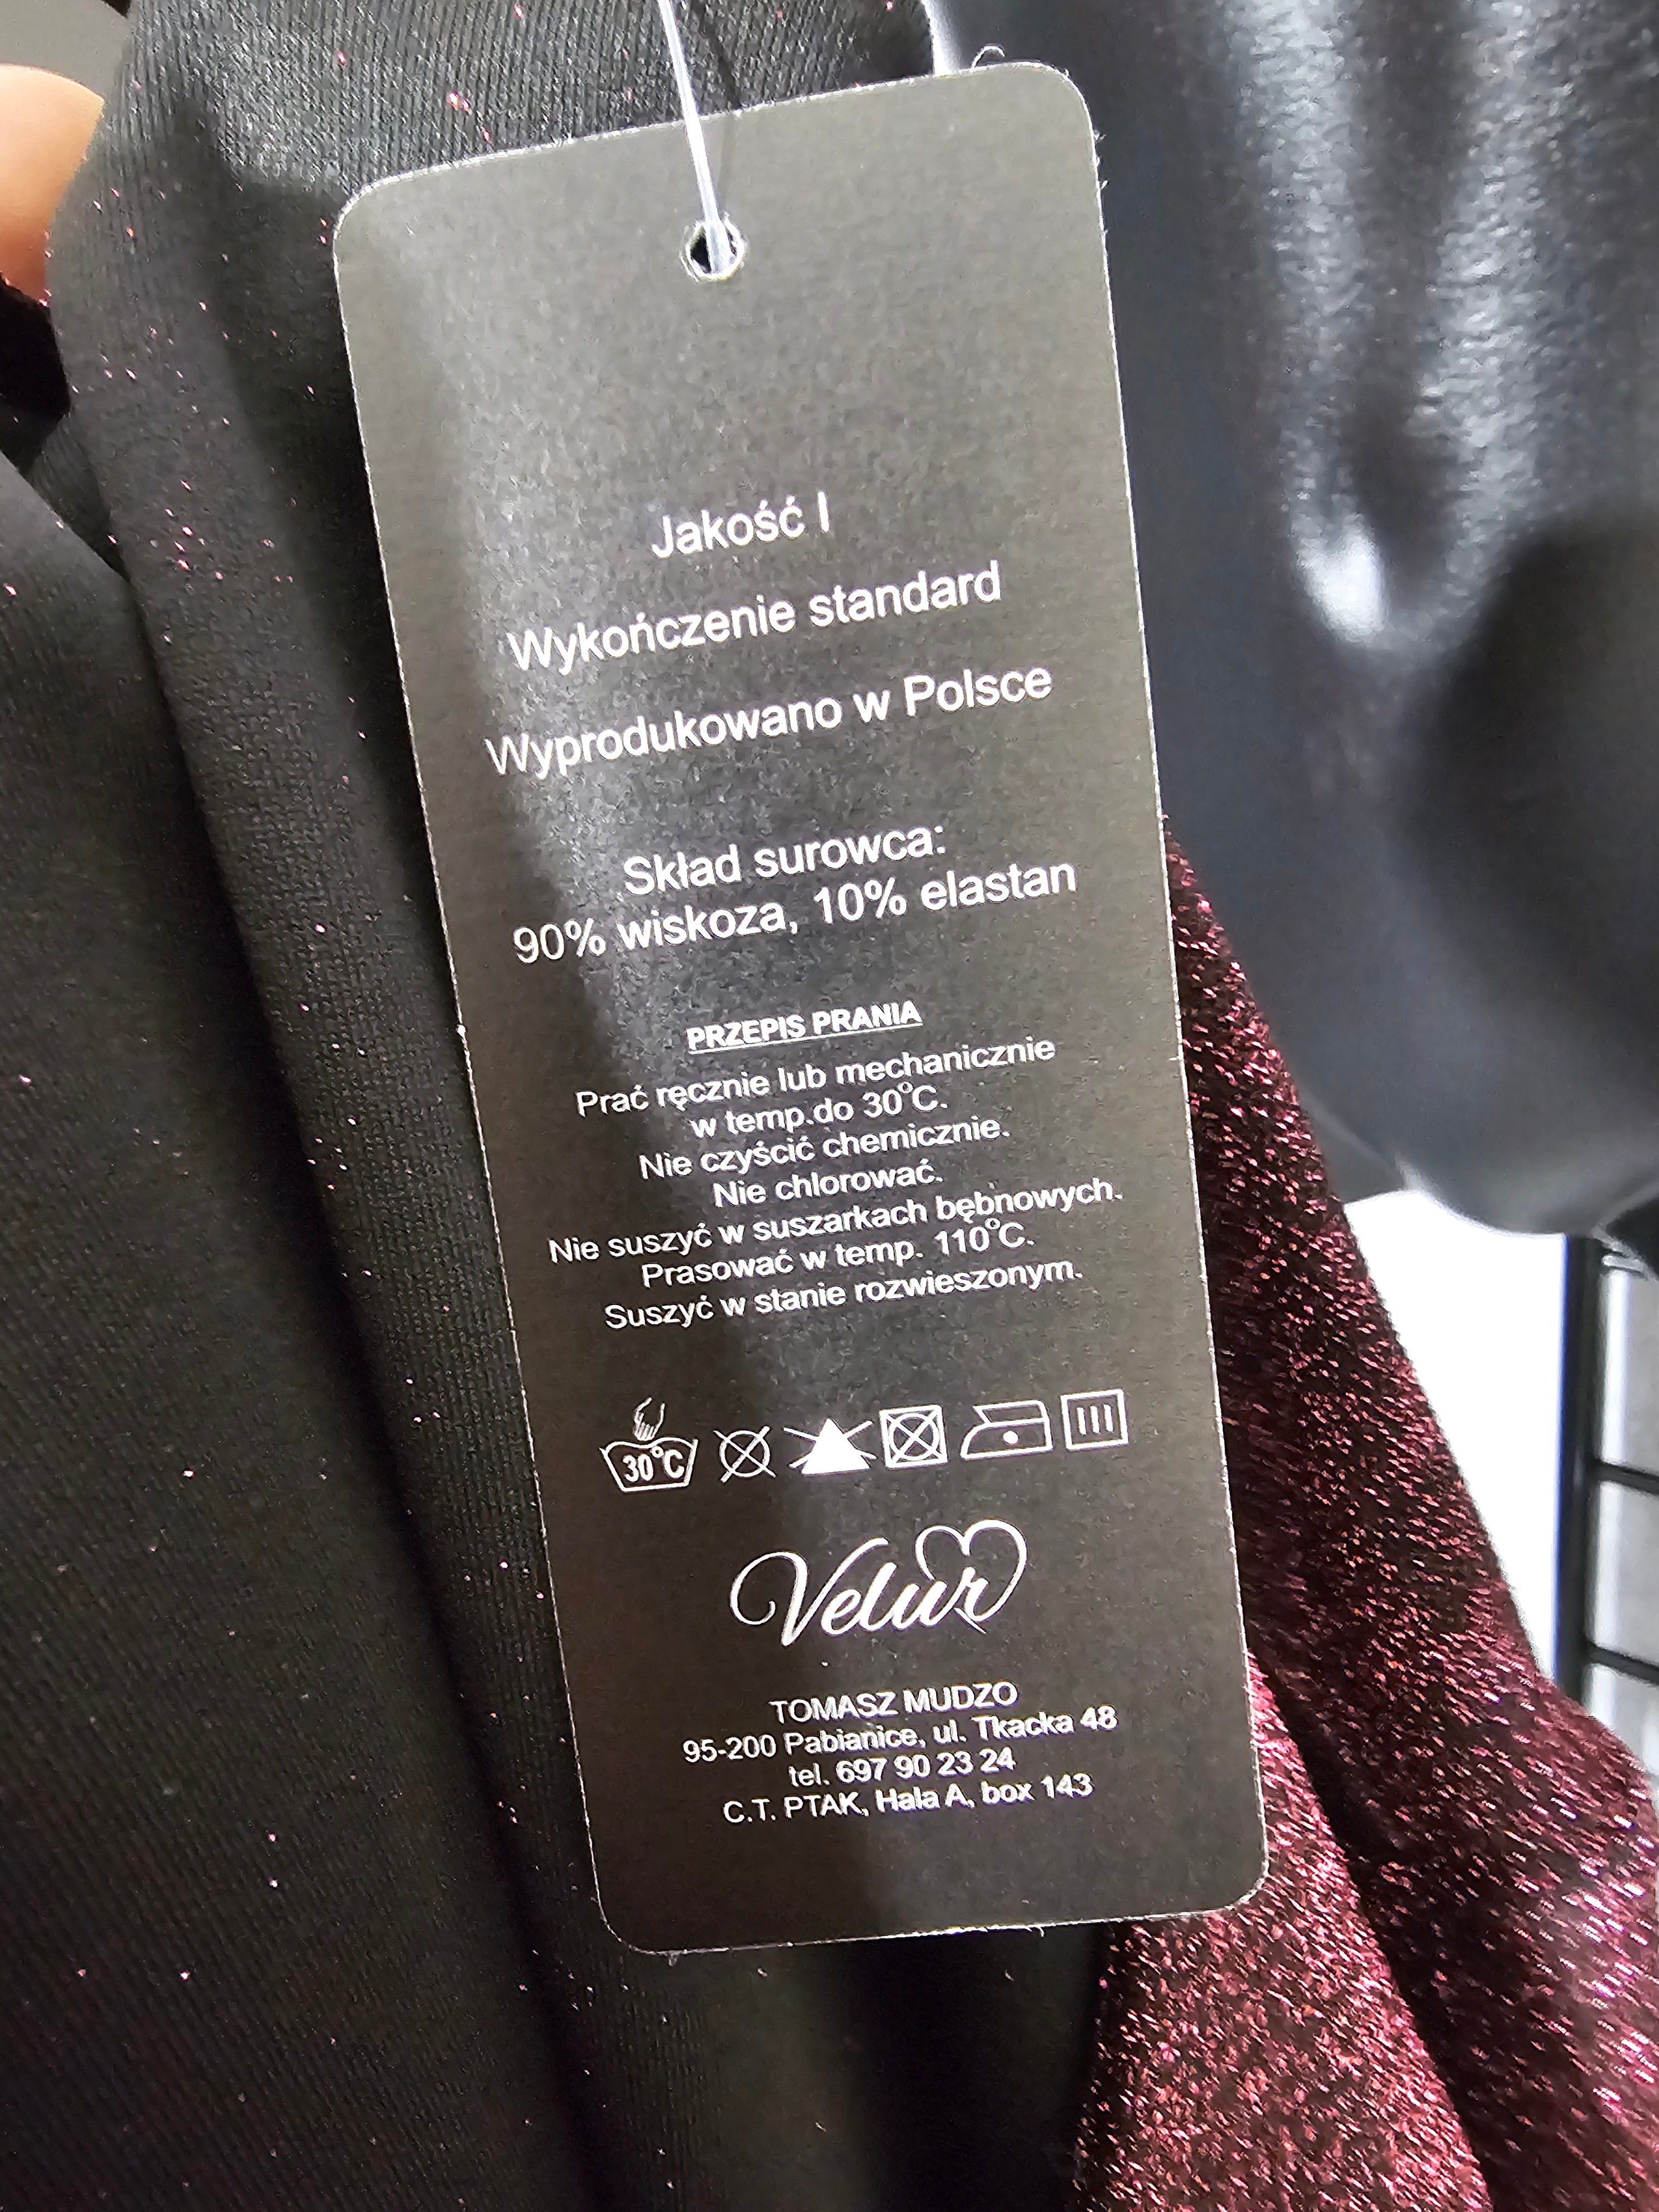 Jakość I
Wykończenie standard
Wyprodukowano w Polsce
Skład surowca:
90% wiskoza, 10% elastan
PRZEPIS PRANIA
Prać ręcznie lub mechanicznie
w temp.do 30°C.
Nie czyścić chemicznie.
Nie chlorować.
Nie suszyć w suszarkach bębnowych.
Prasować w temp. 110°C.
Suszyć w stanie rozwieszonym.
30°C
Velur
TOMASZ MUDZO
95-200 Pabianice, ul. Tkacka 48
tel. 697 90 23 24
C.T. PTAK, Hala A, box 143